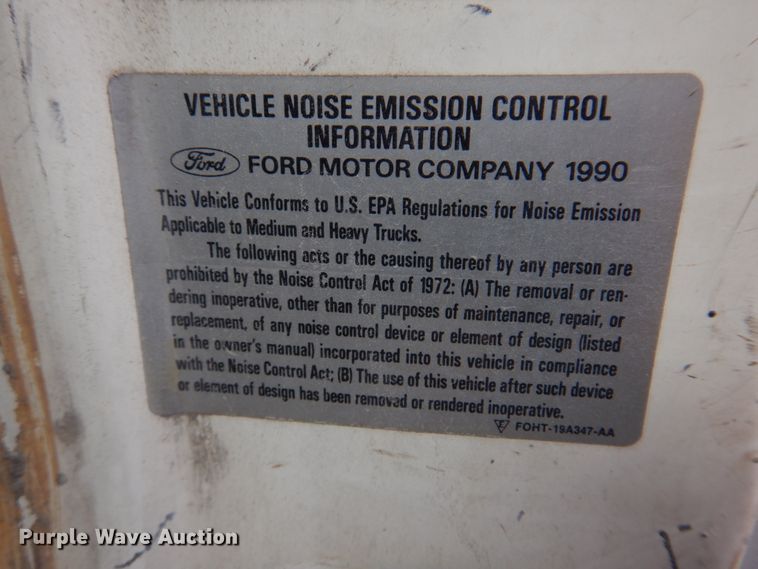 VEHICLE NOISE EMISSION CONTROL
INFORMATION
Ford FORD MOTOR COMPANY 1990
This Vehicle Conforms to U.S. EPA Regulations for Noise Emission
Applicable to Medium and Heavy Trucks.
The following acts or the causing thereof by any person are
prohibited by the Noise Control Act of 1972: (A) The removal or ren-
dering inoperative, other than for purposes of maintenance, repair, or
replacement, of any noise control device or element of design (listed
in the owner's manual) incorporated into this vehicle in compliance
with the Noise Control Act; (B) The use of this vehicle after such device
or element of design has been removed or rendered inoperative.
FOHT-19A347-AA
Purple Wave Auction